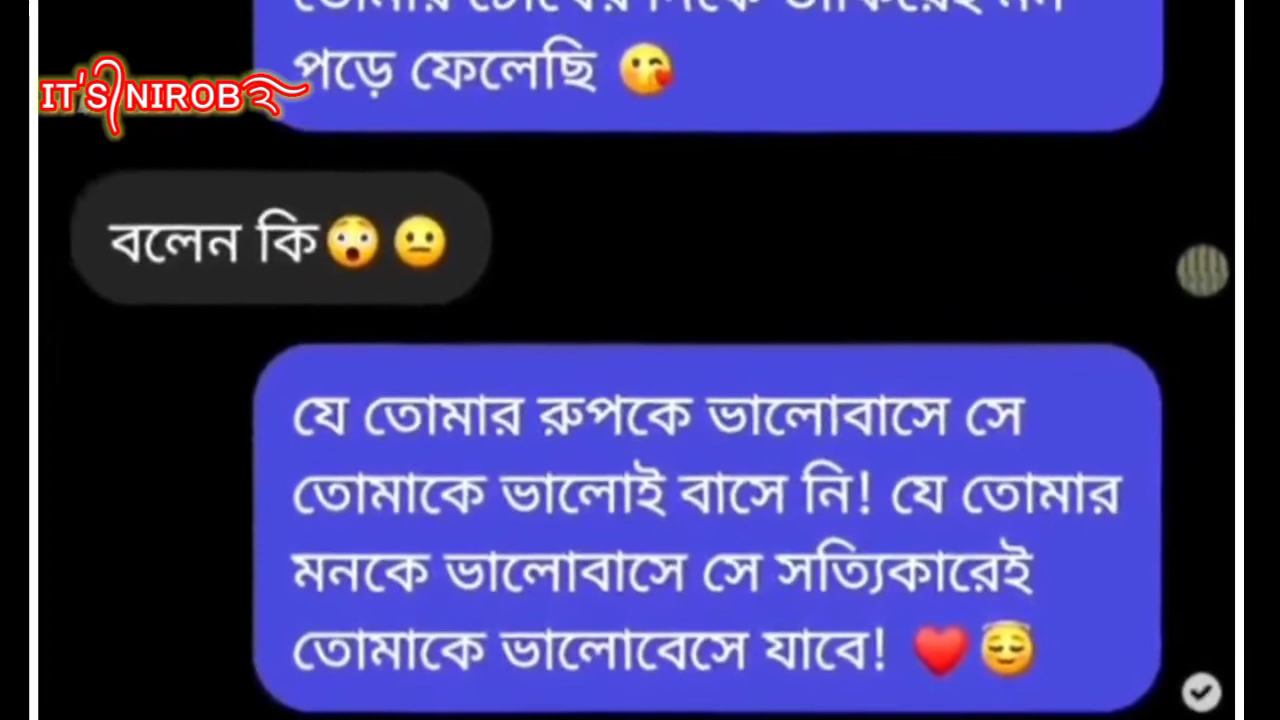 পড়ে ফেলেছি 😘
IT'S NIROB
বলেন কি😲😐
যে তোমার রুপকে ভালোবাসে সে
তোমাকে ভালোই বাসে নি! যে তোমার
মনকে ভালোবাসে সে সত্যিকারেই
তোমাকে ভালোবেসে যাবে! ❤️😇